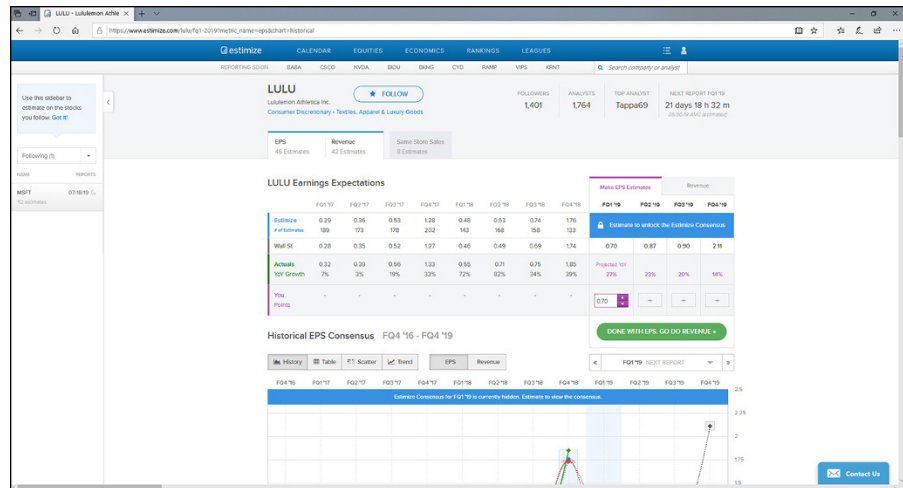 LULU - Lululemon Athle
https://www.estimize.com/lulu/fq1-2019?metric_name=eps&chart=historical
estimize CALENDAR EQUITIES ECONOMICS RANKINGS LEAGUES
REPORTING SOON BABA CSCO NVDA BIDU BKNG CYD RAMP VIPS KRNT Search company or analyst
Use this sidebar to
estimate on the stocks
you follow. Got it!
Following (1)
NAME REPORTS
MSFT 07/18/19
112 estimates
LULU
Lululemon Athletica Inc.
Consumer Discretionary › Textiles, Apparel & Luxury Goods
FOLLOW
FOLLOWERS ANALYSTS TOP ANALYST NEXT REPORT FQ1 '19
1,401 1,764 Tappa69 21 days 18 h 32 m
EPS Revenue Same Store Sales
46 Estimates 42 Estimates 8 Estimates
LULU Earnings Expectations
Make EPS Estimates Revenue
FQ1 '17 FQ2 '17 FQ3 '17 FQ4 '17 FQ1 '18 FQ2 '18 FQ3 '18 FQ4 '18 FQ1 '19 FQ2 '19 FQ3 '19 FQ4 '19
Estimize 0.29 0.36 0.53 1.28 0.48 0.53 0.74 1.76
# of Estimates 189 173 178 202 143 168 158 133
Estimate to unlock the Estimize Consensus
Wall St 0.28 0.35 0.52 1.27 0.46 0.49 0.69 1.74 0.70 0.87 0.90 2.11
Actuals 0.32 0.39 0.56 1.33 0.55 0.71 0.75 1.85 Projected YoY
YoY Growth 7% 3% 19% 33% 72% 82% 34% 39% 27% 23% 20% 14%
You - - - - - - - - 0.70
Points
DONE WITH EPS, GO DO REVENUE »
Historical EPS Consensus FQ4 '16 - FQ4 '19
History Table Scatter Trend EPS Revenue « FQ1 '19 NEXT REPORT »
FQ4 '16 FQ1 '17 FQ2 '17 FQ3 '17 FQ4 '17 FQ1 '18 FQ2 '18 FQ3 '18 FQ4 '18 FQ1 '19 FQ2 '19 FQ3 '19 FQ4 '19
2.5
Estimize Consensus for FQ1 '19 is currently hidden. Estimate to view the consensus.
2.25
2
1.75
1.5
Contact Us